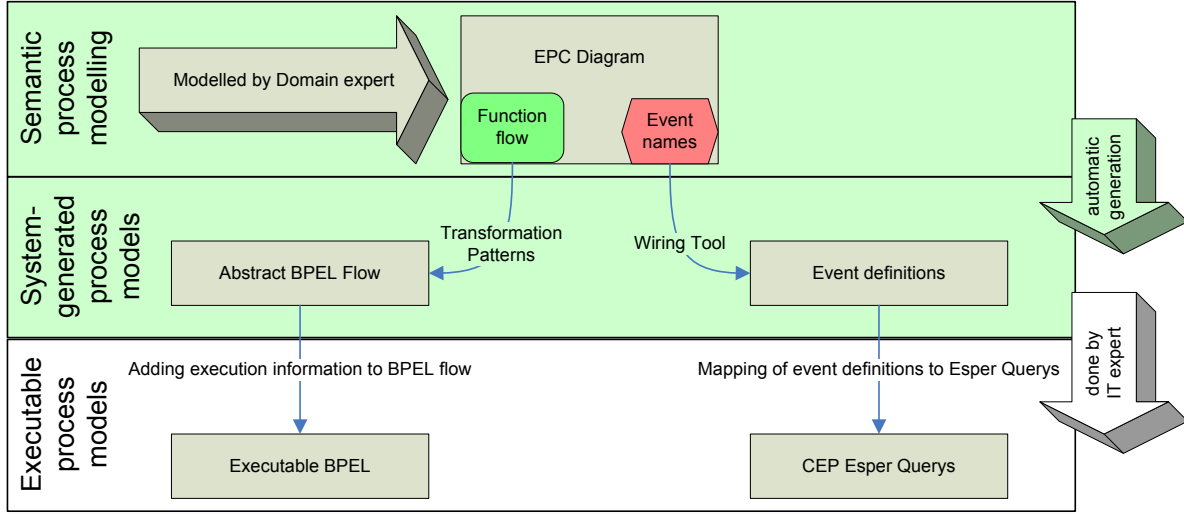 Semantic
process
modelling
Modelled by Domain expert
EPC Diagram
Function
flow
Event
names
automatic
generation
System-
generated
process
models
Transformation
Patterns
Wiring Tool
Abstract BPEL Flow
Event definitions
done by
IT expert
Executable
process
models
Adding execution information to BPEL flow
Mapping of event definitions to Esper Querys
Executable BPEL
CEP Esper Querys